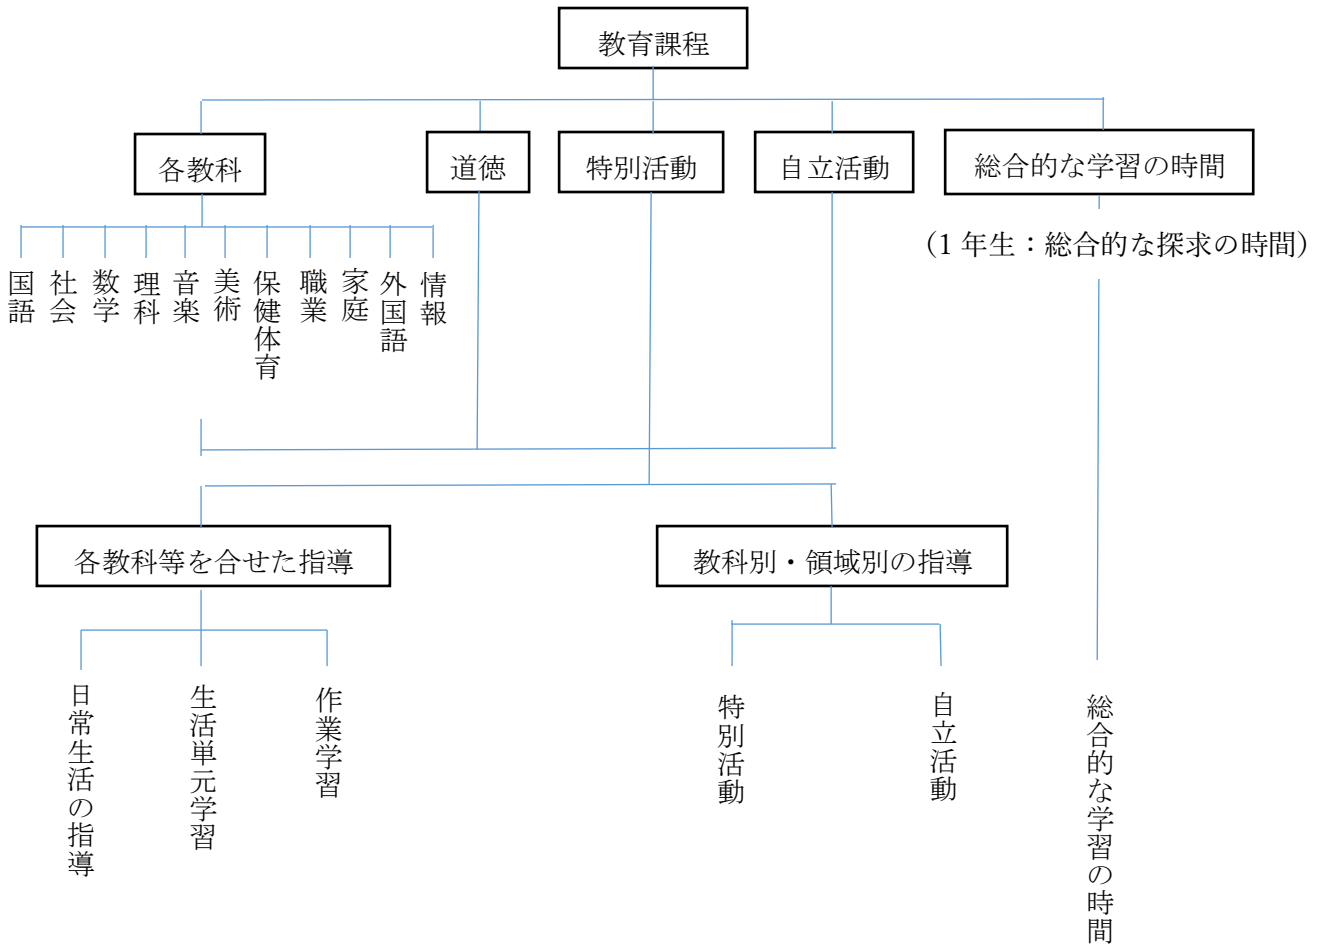 教育課程
各教科
道徳
特別活動
自立活動
総合的な学習の時間
（1 年生：総合的な探求の時間）
国語
社会
数学
理科
音楽
美術
保健体育
職業
家庭
外国語
情報
各教科等を合せた指導
教科別・領域別の指導
日常生活の指導
生活単元学習
作業学習
特別活動
自立活動
総合的な学習の時間